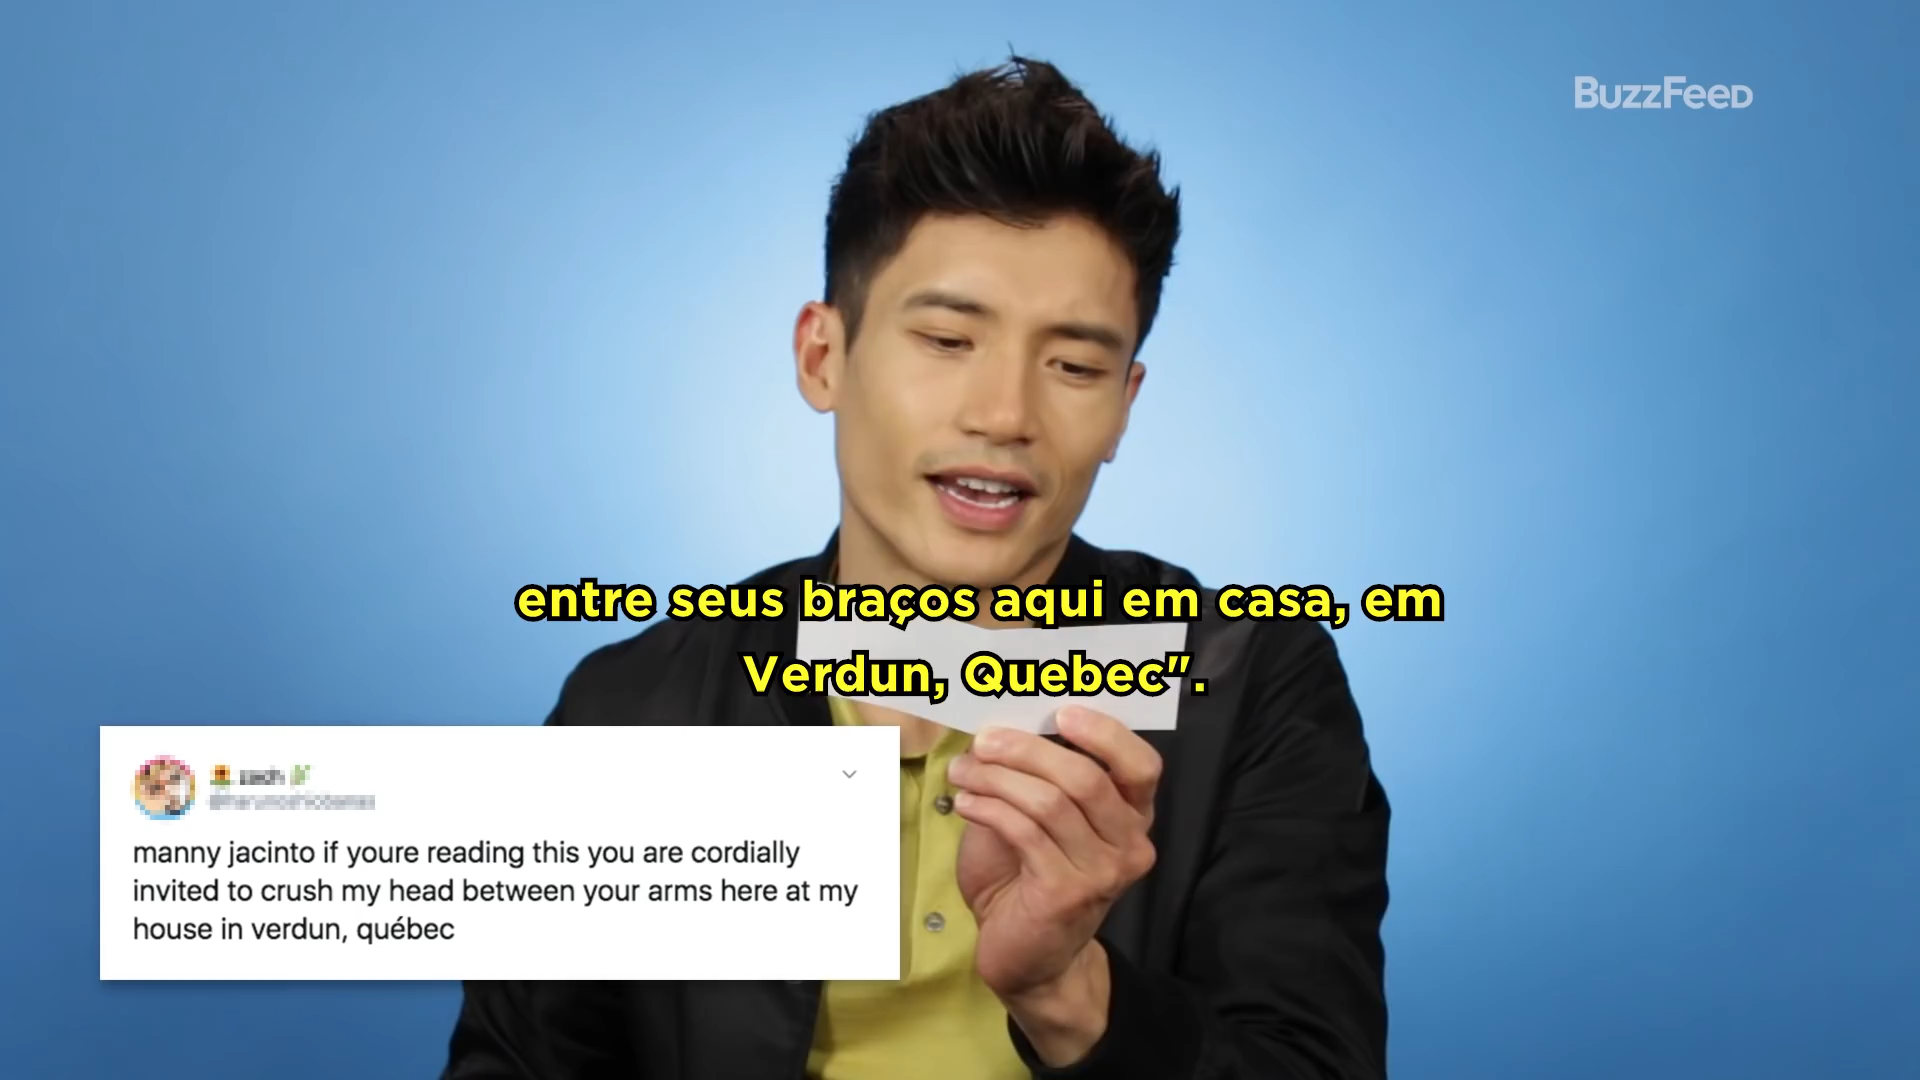 BuzzFeed
entre seus braços aqui em casa, em
Verdun, Quebec".
zach
manny jacinto if youre reading this you are cordially
invited to crush my head between your arms here at my
house in verdun, québec